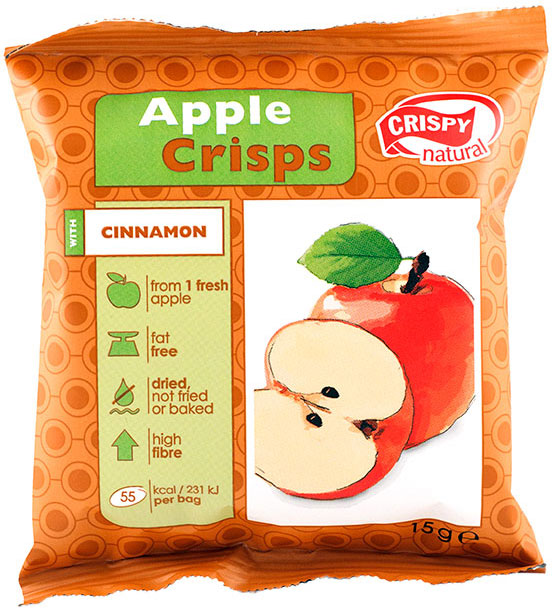 Apple
Crisps
CRISPY
natural
WITH
CINNAMON
from 1 fresh
apple
fat
free
dried,
not fried
or baked
high
fibre
55
kcal / 231 kJ
per bag
15g ℮